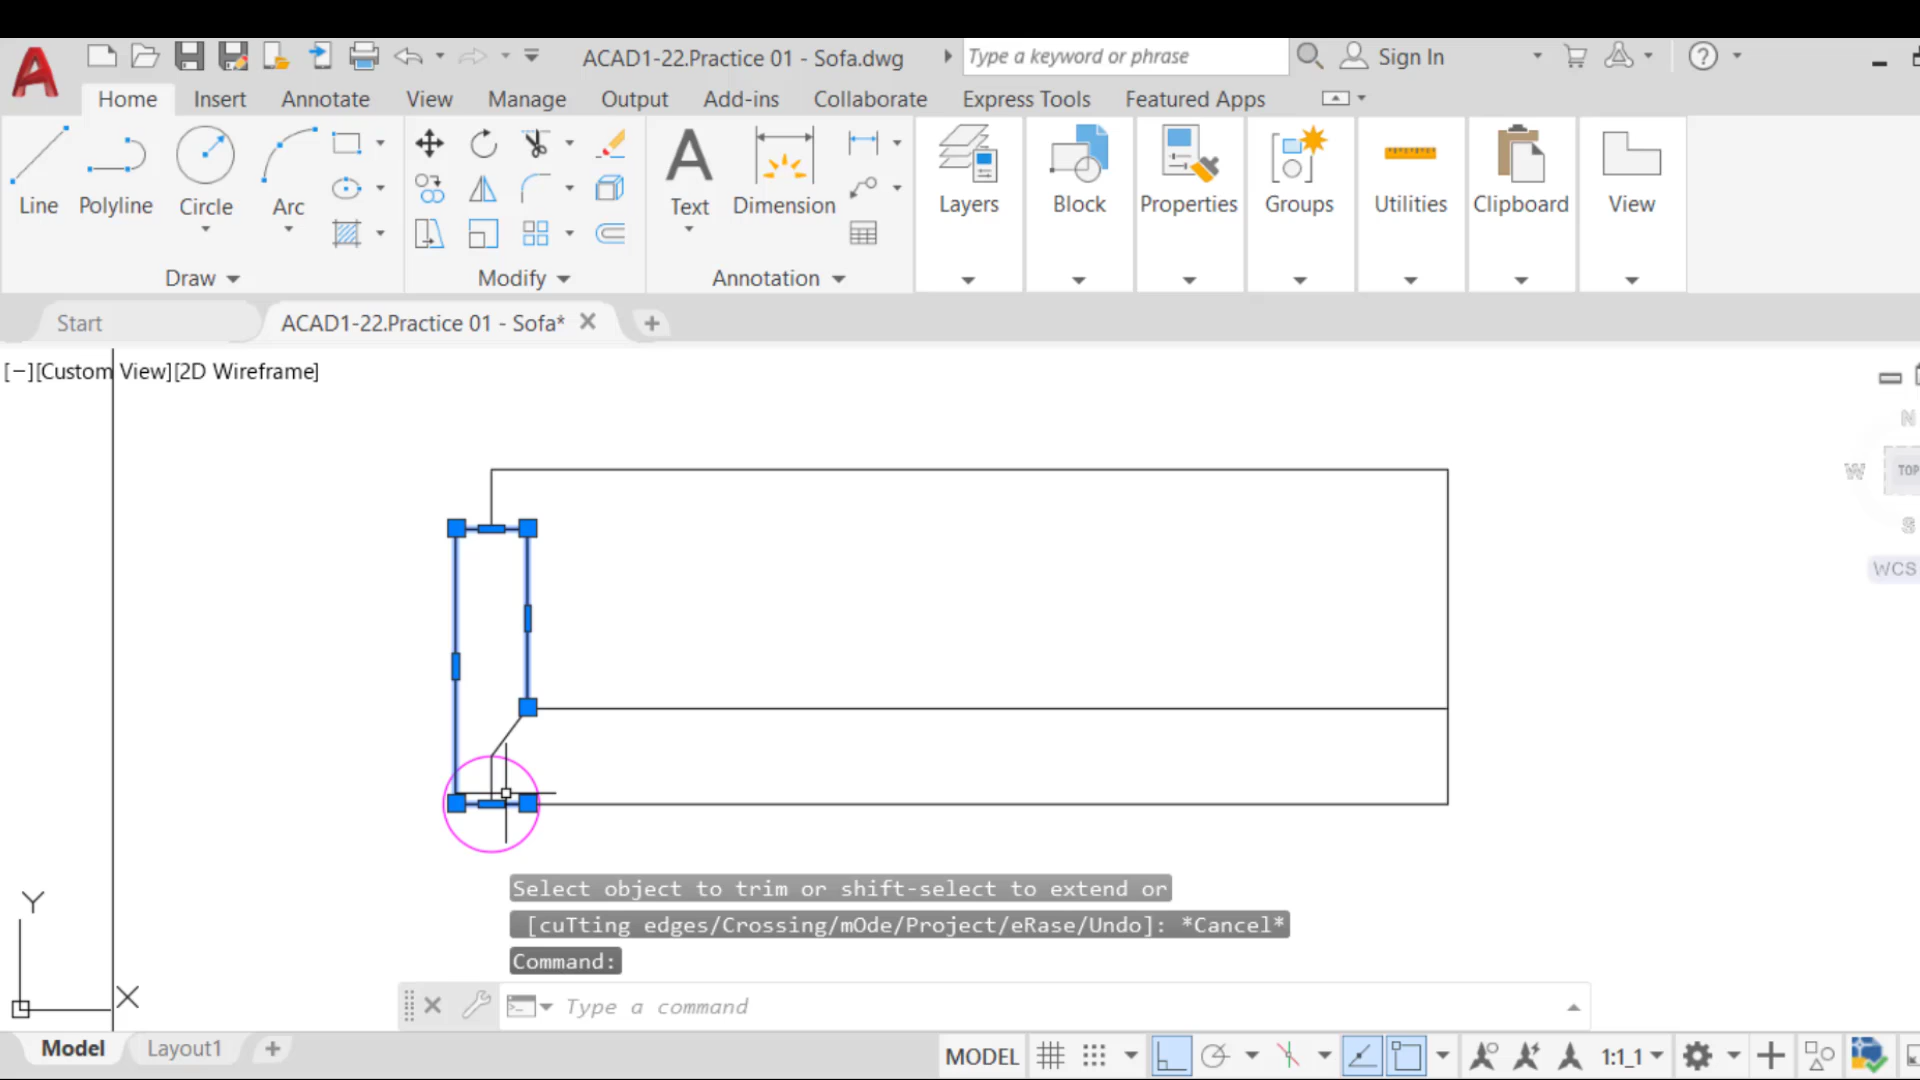 ACAD1-22.Practice 01 - Sofa.dwg
Type a keyword or phrase
Sign In
Home Insert Annotate View Manage Output Add-ins Collaborate Express Tools Featured Apps
Line Polyline Circle Arc
Text Dimension
Layers Block Properties Groups Utilities Clipboard View
Draw Modify Annotation
Start ACAD1-22.Practice 01 - Sofa*
[−][Custom View][2D Wireframe]
N
W TOP
S
WCS
Select object to trim or shift-select to extend or
[cuTting edges/Crossing/mOde/Project/eRase/Undo]: *Cancel*
Command:
Y
X
Type a command
Model Layout1 MODEL 1:1_1